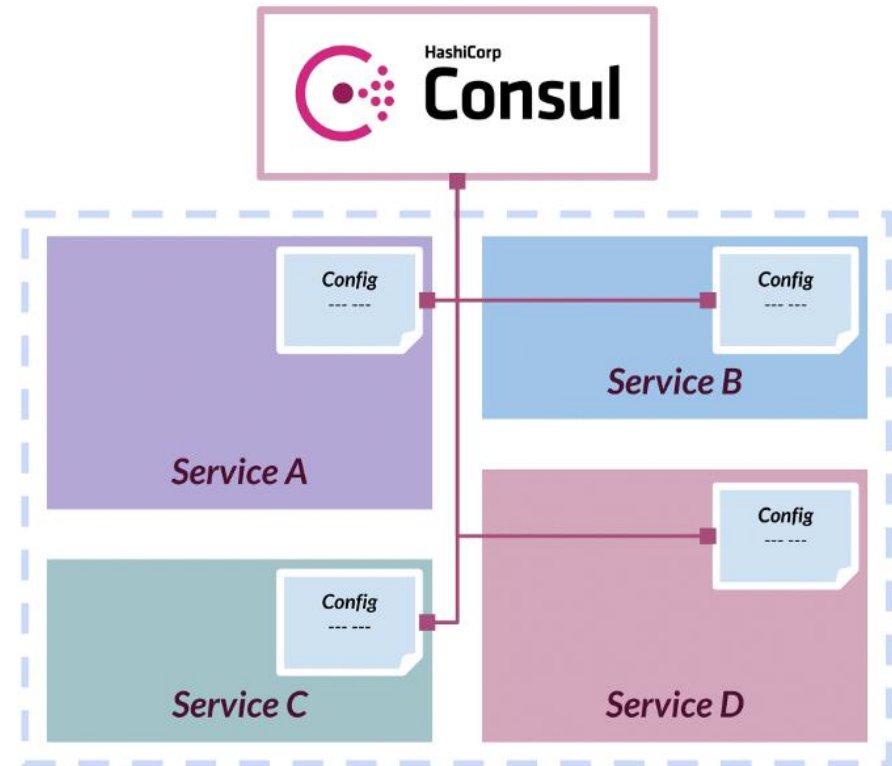 HashiCorp
Consul
Config
--- ---
Service A
Config
--- ---
Service B
Config
--- ---
Service C
Config
--- ---
Service D